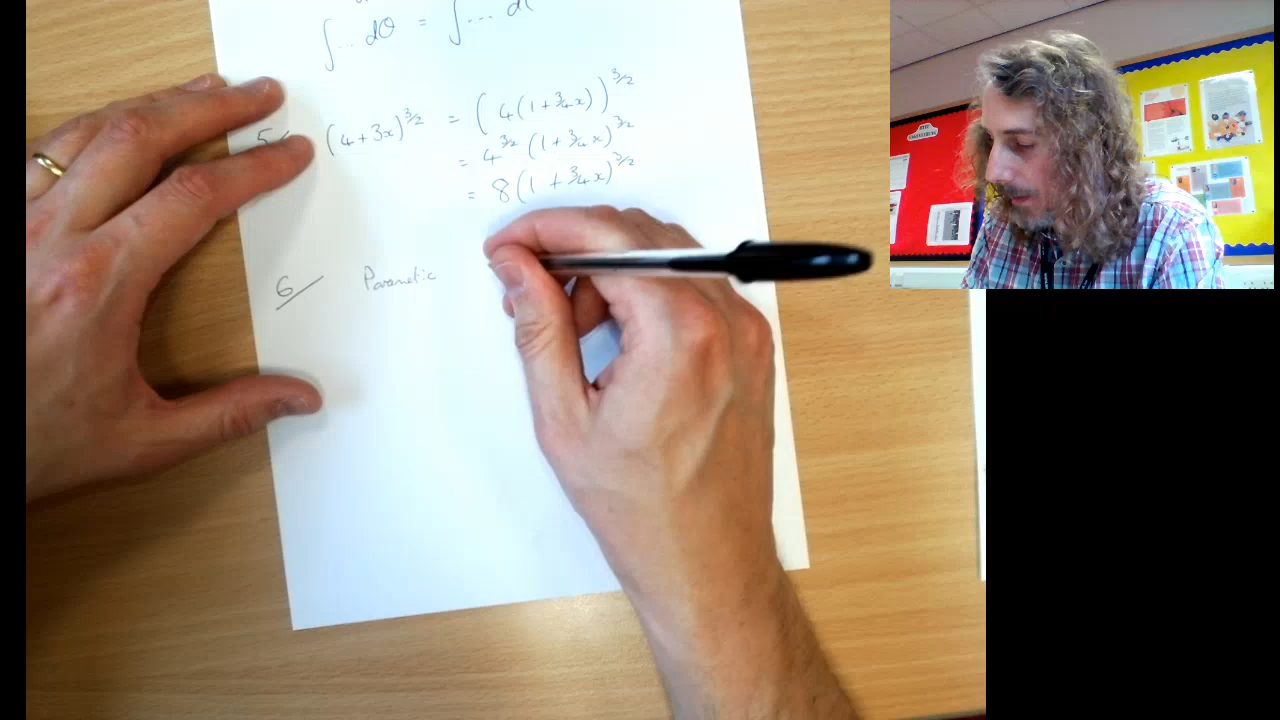 ∫... dθ = ∫...
5/ (4+3x)^3/2 = (4(1+3/4x))^3/2
= 4^3/2 (1+3/4x)^3/2
= 8(1+3/4x)^3/2
6/ Parametic